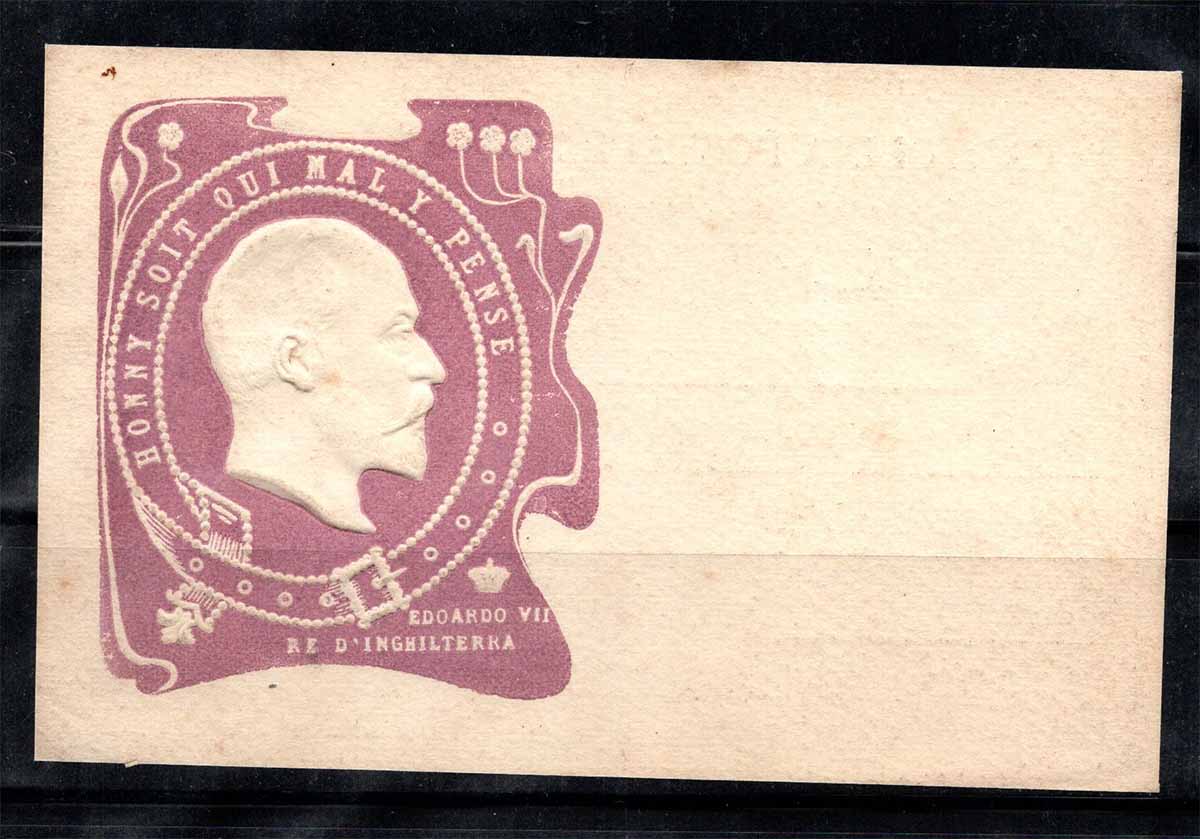 HONNY SOIT QUI MAL Y PENSE
EDOARDO VII
RE D'INGHILTERRA